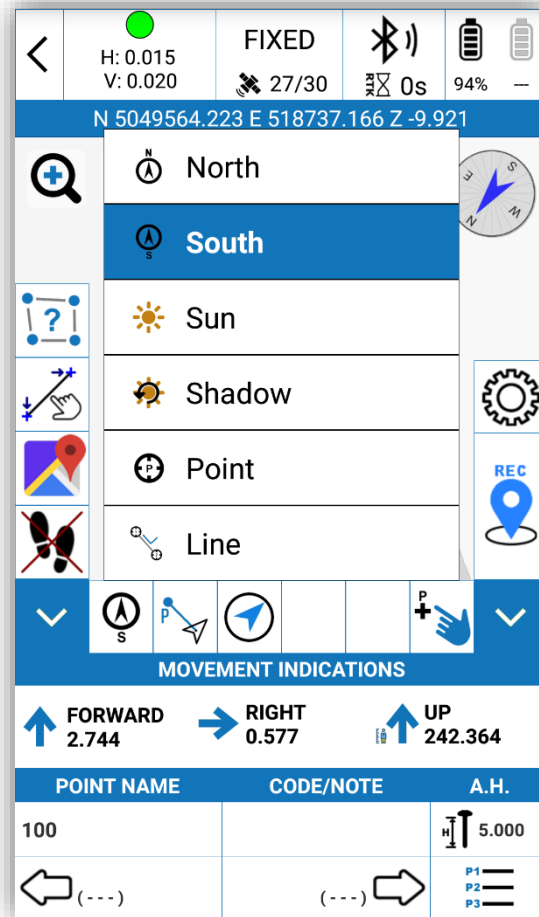 H: 0.015
V: 0.020
FIXED
27/30
RTK 0s
94%
---
N 5049564.223 E 518737.166 Z -9.921
N
North
S
South
Sun
Shadow
P
Point
Line
S
E
W
N
?
REC
S
P
P
MOVEMENT INDICATIONS
FORWARD
2.744
RIGHT
0.577
UP
242.364
POINT NAME CODE/NOTE A.H.
100
H 5.000
(---) (---)
P1
P2
P3